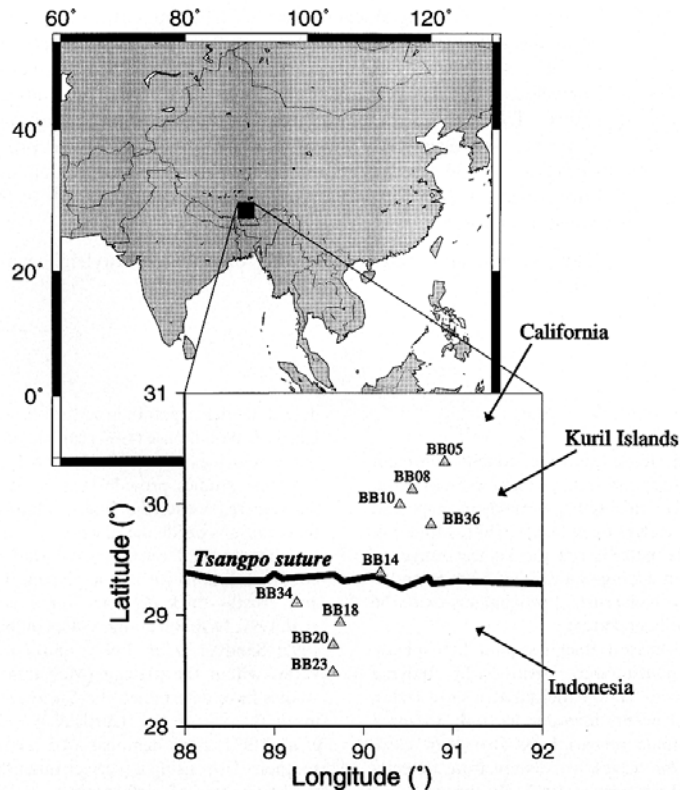 60° 80° 100° 120°
40°
20°
0°
California
31
Kuril Islands
BB05
BB08
BB10
30
BB36
BB14
Tsangpo suture
BB34
29
BB18
BB20
BB23
Indonesia
28
88 89 90 91 92
Latitude (°)
Longitude (°)